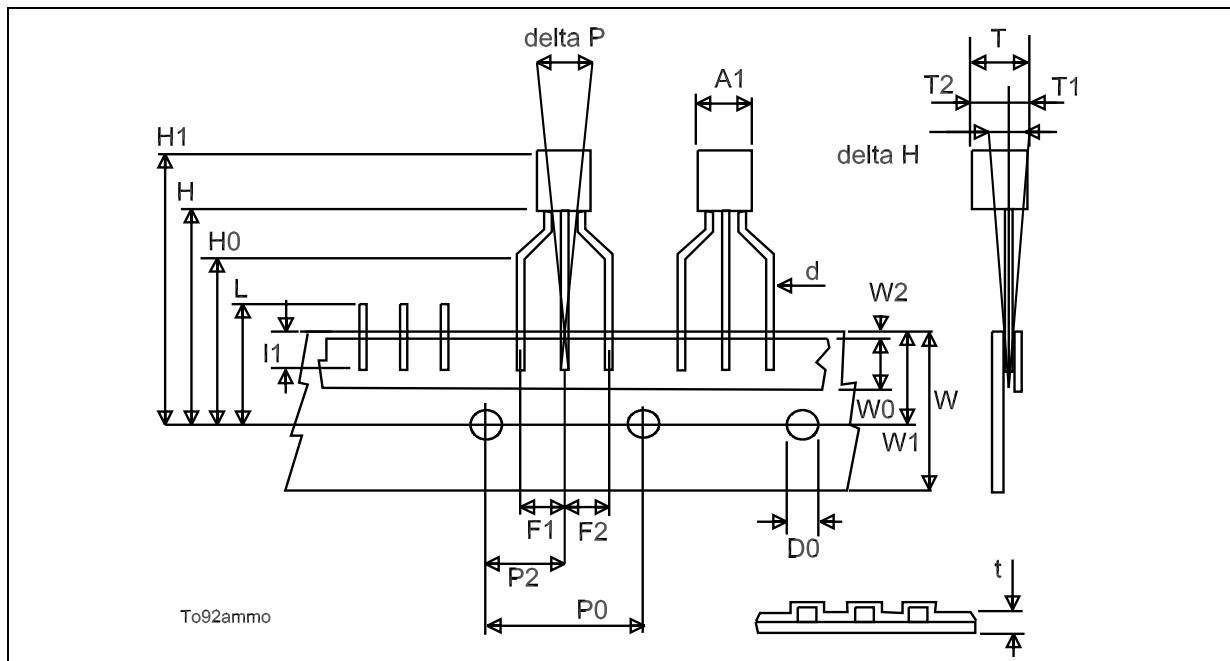 delta P
T
A1
T2
T1
H1
delta H
H
H0
d
L
W2
I1
W0
W
W1
F1
F2
D0
P2
t
P0
To92ammo